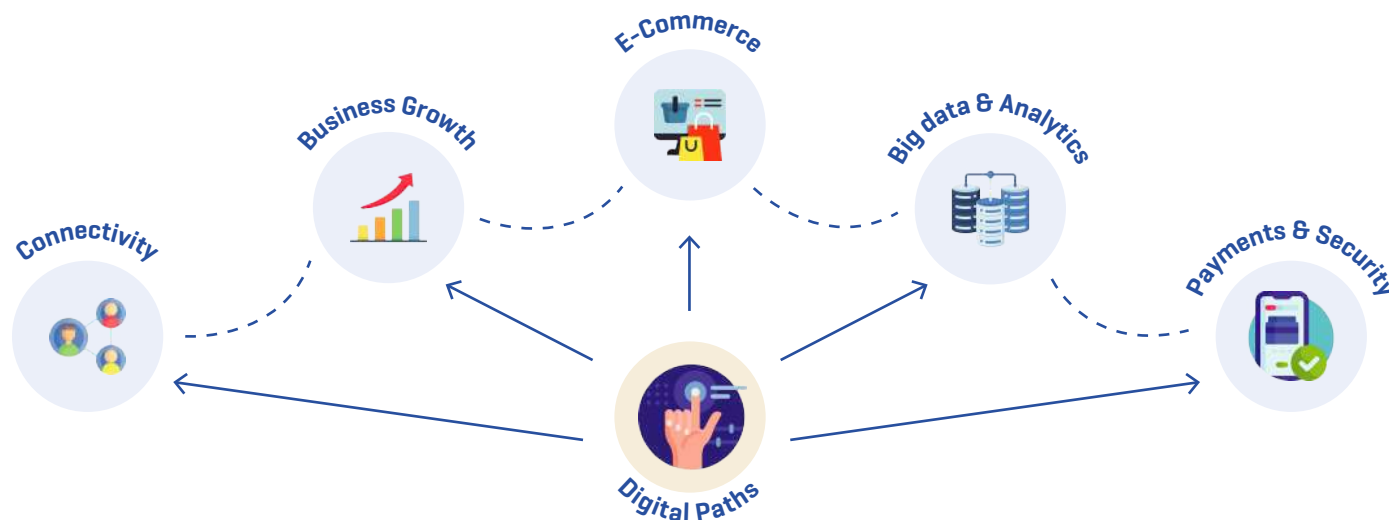 E-Commerce
Business Growth
Big data & Analytics
Connectivity
Payments & Security
Digital Paths